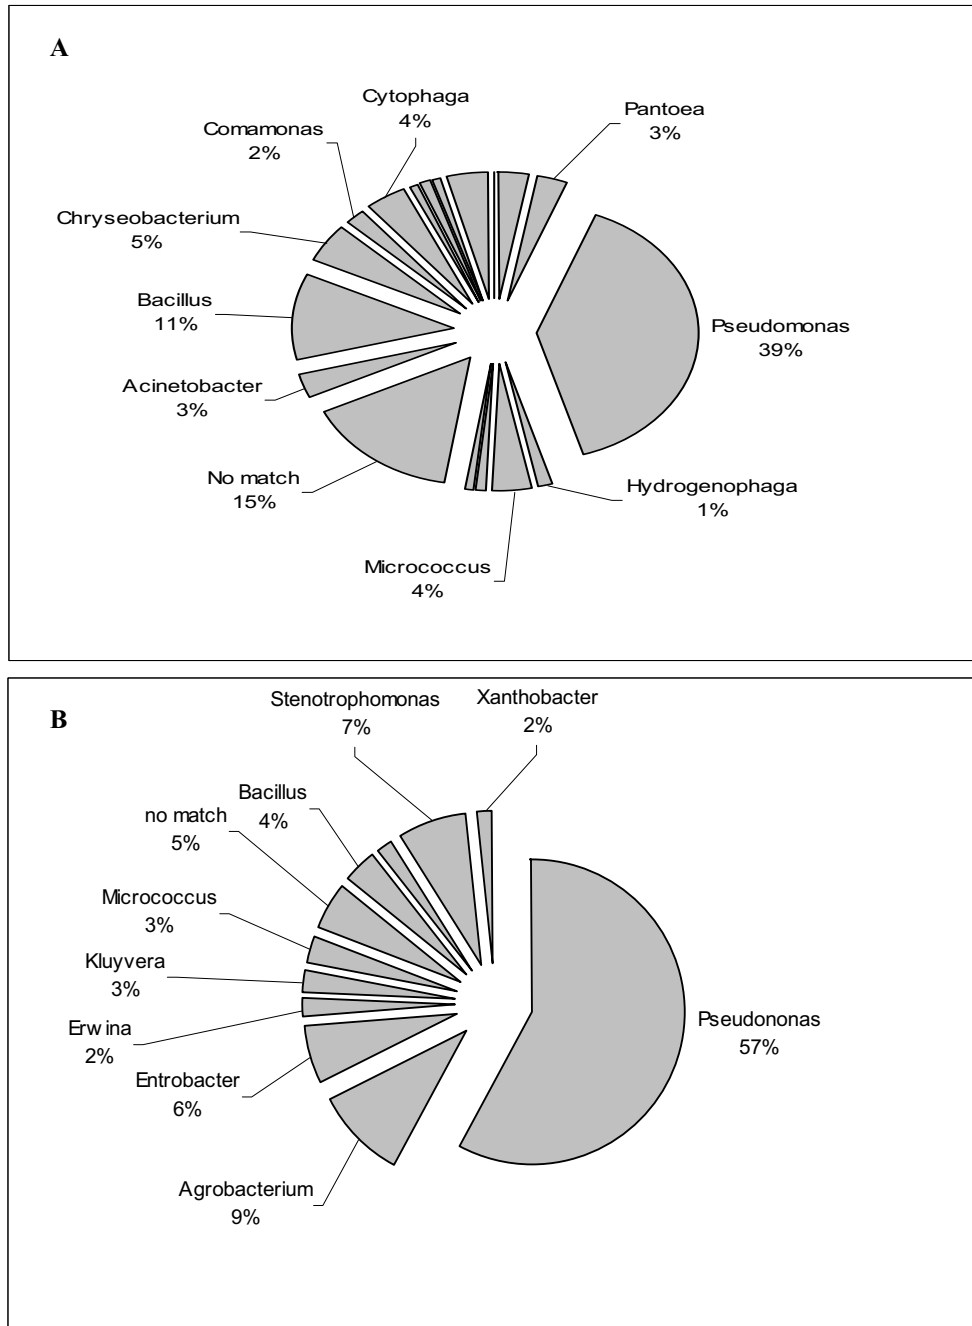 A
Cytophaga
4%
Pantoea
3%
Comamonas
2%
Chryseobacterium
5%
Bacillus
11%
Pseudomonas
39%
Acinetobacter
3%
No match
15%
Hydrogenophaga
1%
Micrococcus
4%
B
Stenotrophomonas
7%
Xanthobacter
2%
Bacillus
4%
no match
5%
Micrococcus
3%
Kluyvera
3%
Erwina
2%
Pseudononas
57%
Entrobacter
6%
Agrobacterium
9%